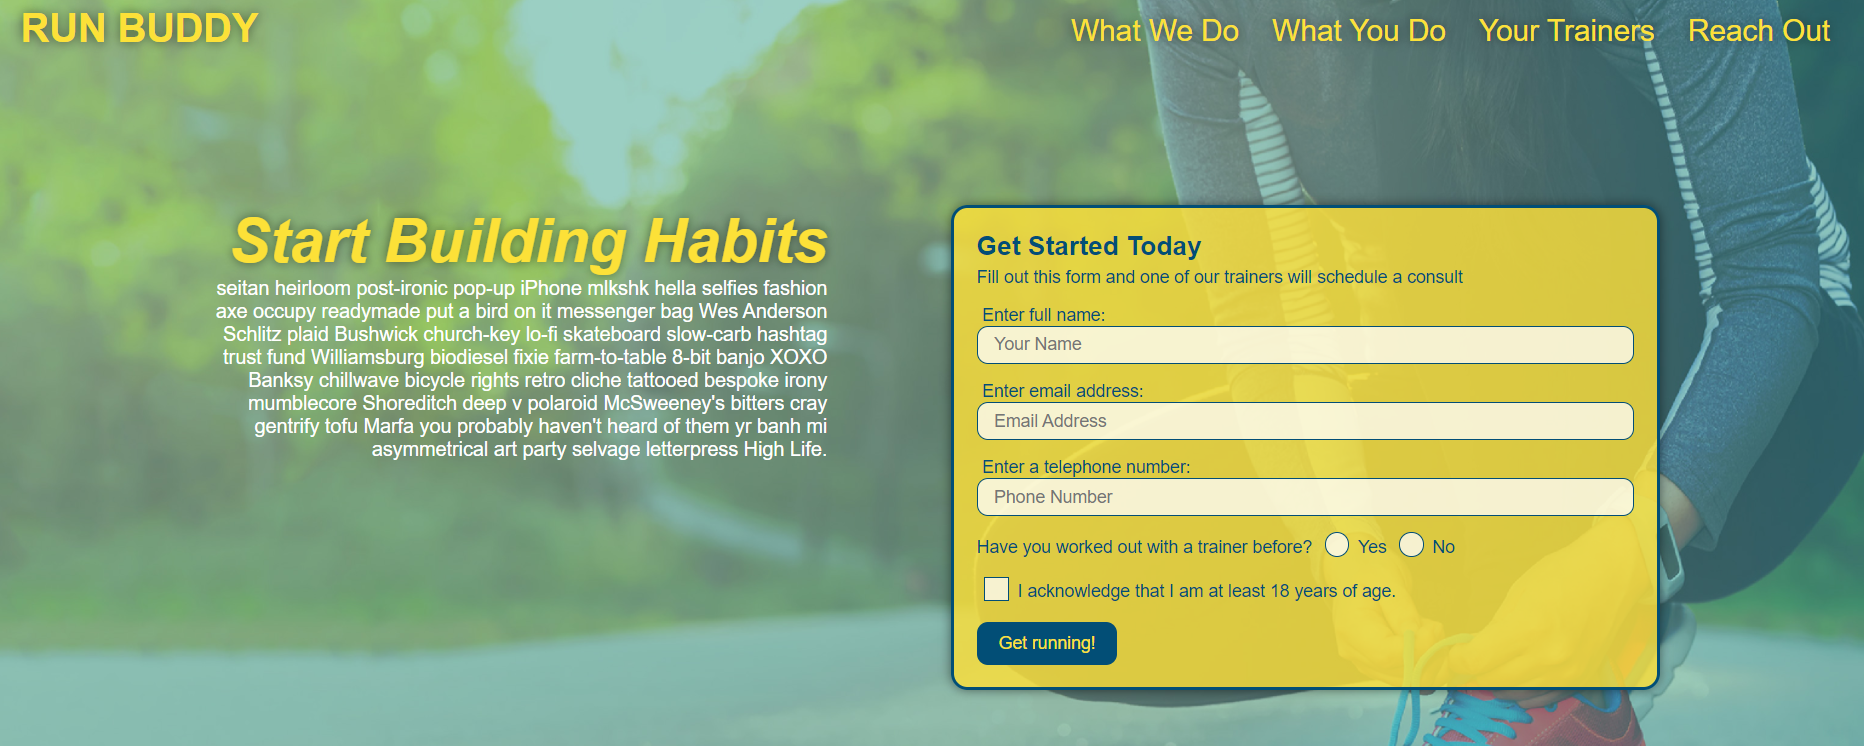 RUN BUDDY
What We Do What You Do Your Trainers Reach Out
Start Building Habits
seitan heirloom post-ironic pop-up iPhone mlkshk hella selfies fashion
axe occupy readymade put a bird on it messenger bag Wes Anderson
Schlitz plaid Bushwick church-key lo-fi skateboard slow-carb hashtag
trust fund Williamsburg biodiesel fixie farm-to-table 8-bit banjo XOXO
Banksy chillwave bicycle rights retro cliche tattooed bespoke irony
mumblecore Shoreditch deep v polaroid McSweeney's bitters cray
gentrify tofu Marfa you probably haven't heard of them yr banh mi
asymmetrical art party selvage letterpress High Life.
Get Started Today
Fill out this form and one of our trainers will schedule a consult
Enter full name:
Your Name
Enter email address:
Email Address
Enter a telephone number:
Phone Number
Have you worked out with a trainer before? Yes No
I acknowledge that I am at least 18 years of age.
Get running!